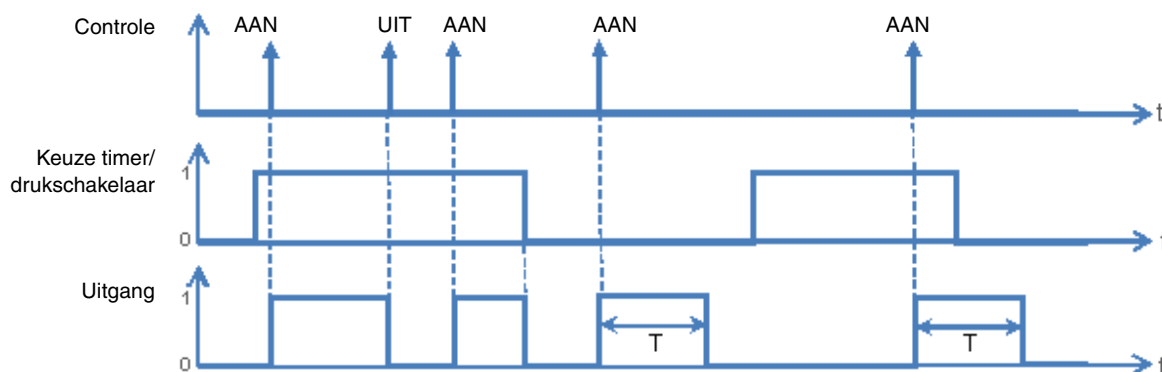 Controle
AAN UIT AAN AAN AAN
t
Keuze timer/
drukschakelaar
1
0
Uitgang
1
0
T T
t